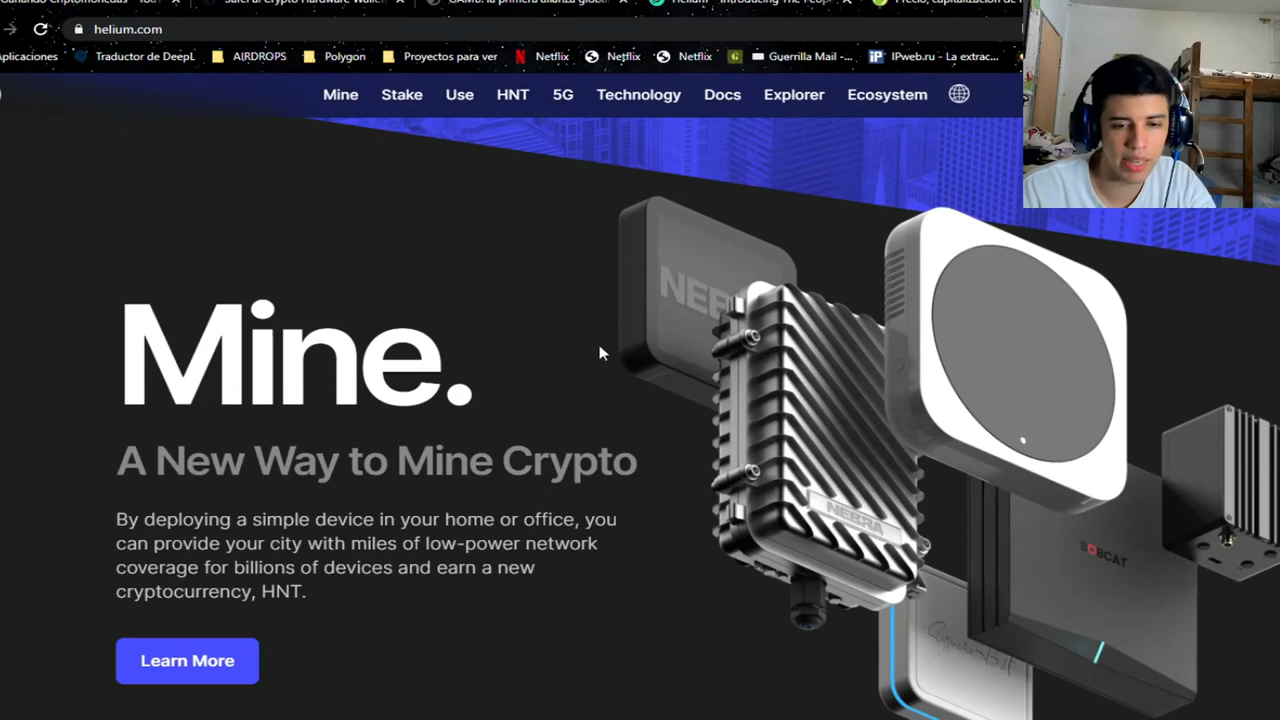 helium.com
plicaciones Traductor de DeepL AIRDROPS Polygon Proyectos para ver Netflix Netflix Netflix Guerrilla Mail -... IPweb.ru - La extrac...
Mine Stake Use HNT 5G Technology Docs Explorer Ecosystem
NEBRA
BOBCAT
Mine.
A New Way to Mine Crypto
By deploying a simple device in your home or office, you
can provide your city with miles of low-power network
coverage for billions of devices and earn a new
cryptocurrency, HNT.
Learn More